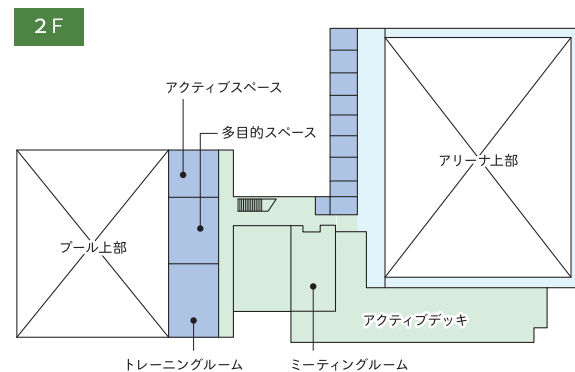 2F
アクティブスペース
多目的スペース
アリーナ上部
プール上部
アクティブデッキ
トレーニングルーム
ミーティングルーム